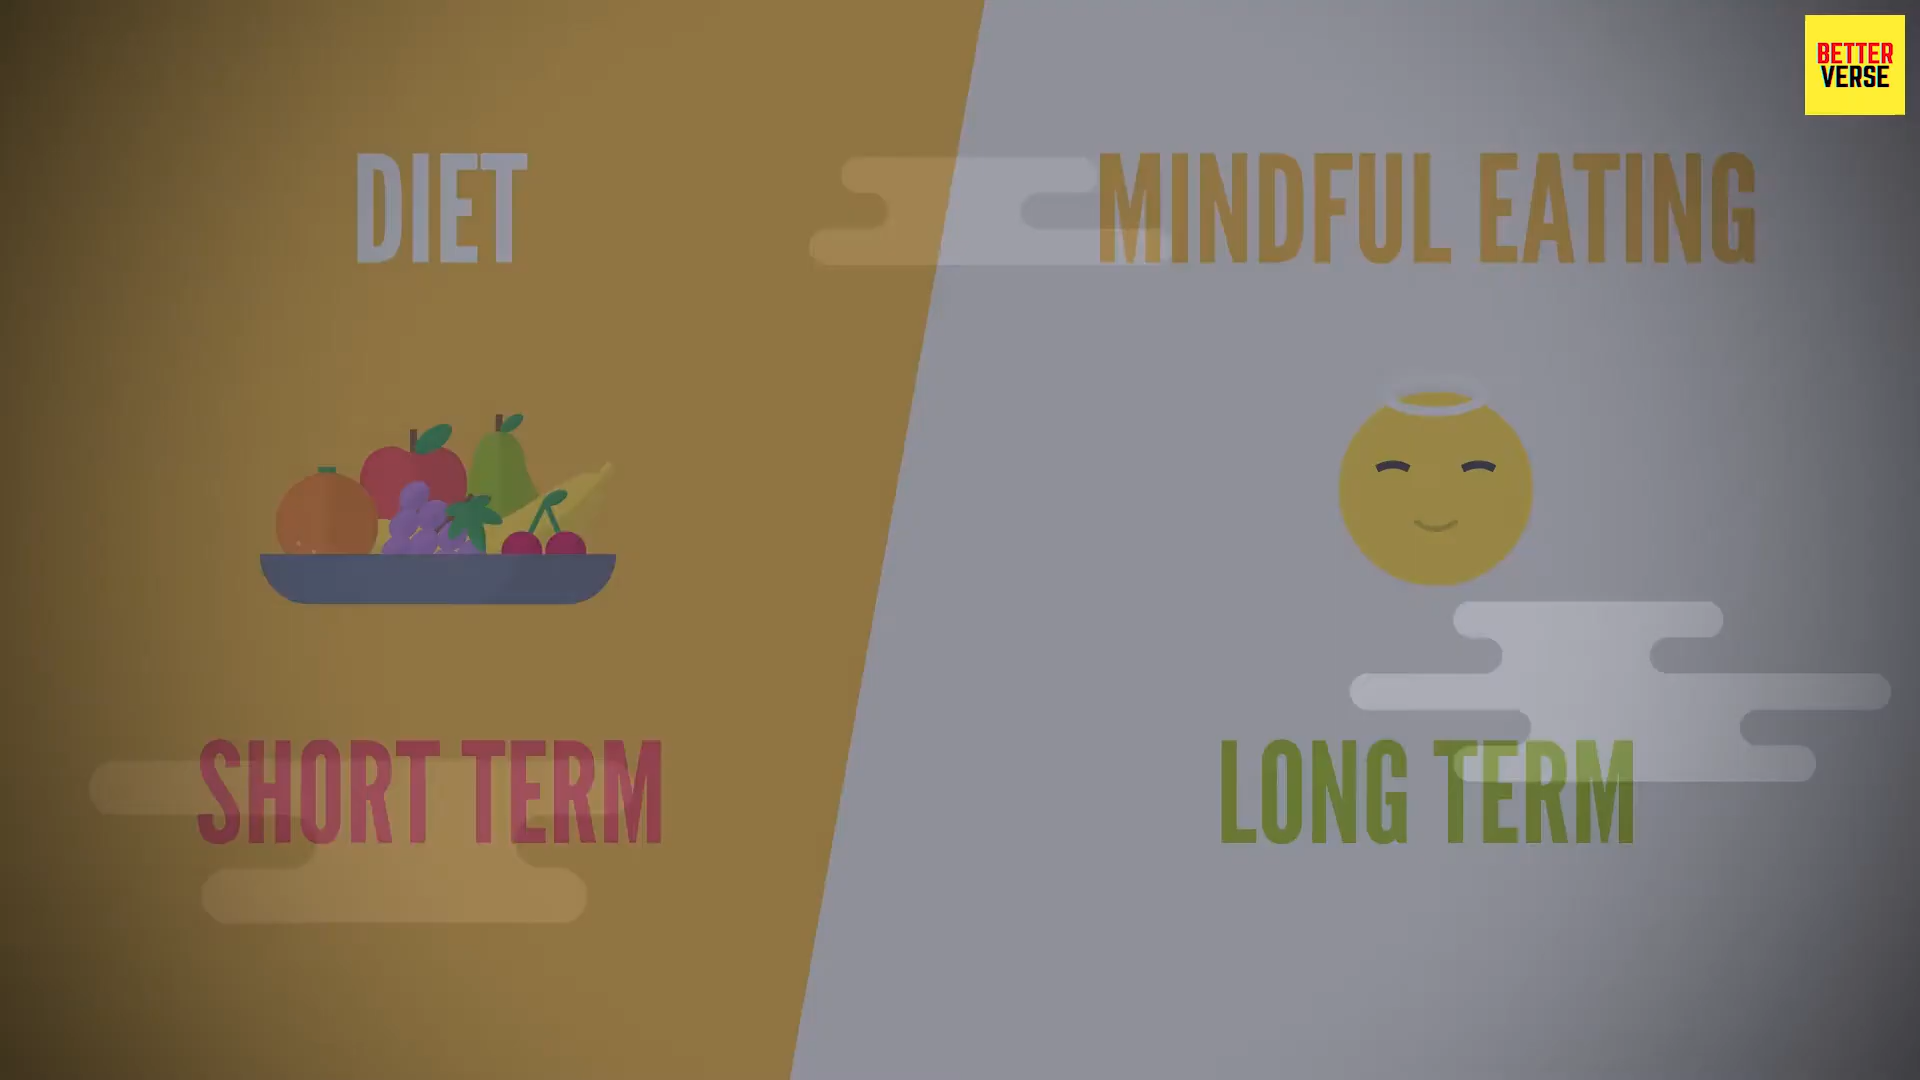 BETTER
VERSE
DIET
MINDFUL EATING
SHORT TERM
LONG TERM